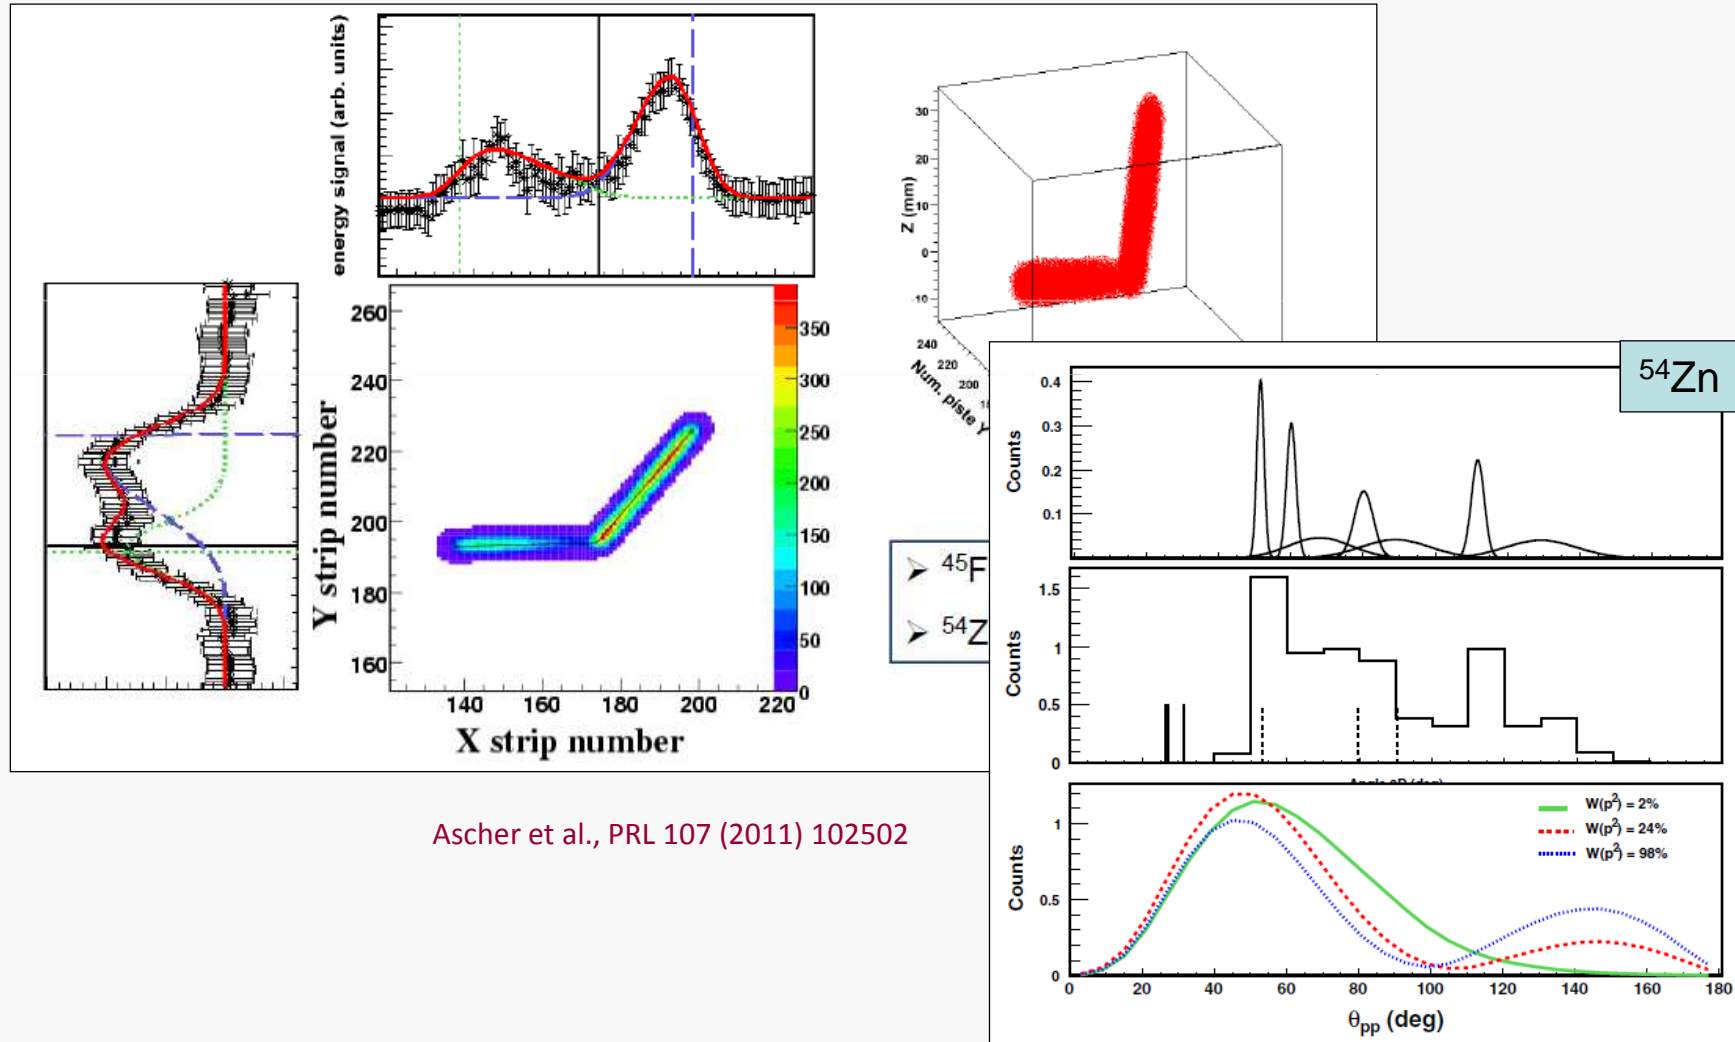 energy signal (arb. units)
30
20
10
0
-10
Z (mm)
240
220
200
Num. piste Y
260
240
220
200
180
160
Y strip number
140 160 180 200 220
X strip number
350
300
250
200
150
100
50
0
➢ ⁴⁵F
➢ ⁵⁴Z
⁵⁴Zn
0.4
0.3
0.2
0.1
Counts
1.5
1
0.5
0
Counts
W(p²) = 2%
W(p²) = 24%
W(p²) = 98%
1
0.5
0
Counts
0 20 40 60 80 100 120 140 160 180
θpp (deg)
Ascher et al., PRL 107 (2011) 102502